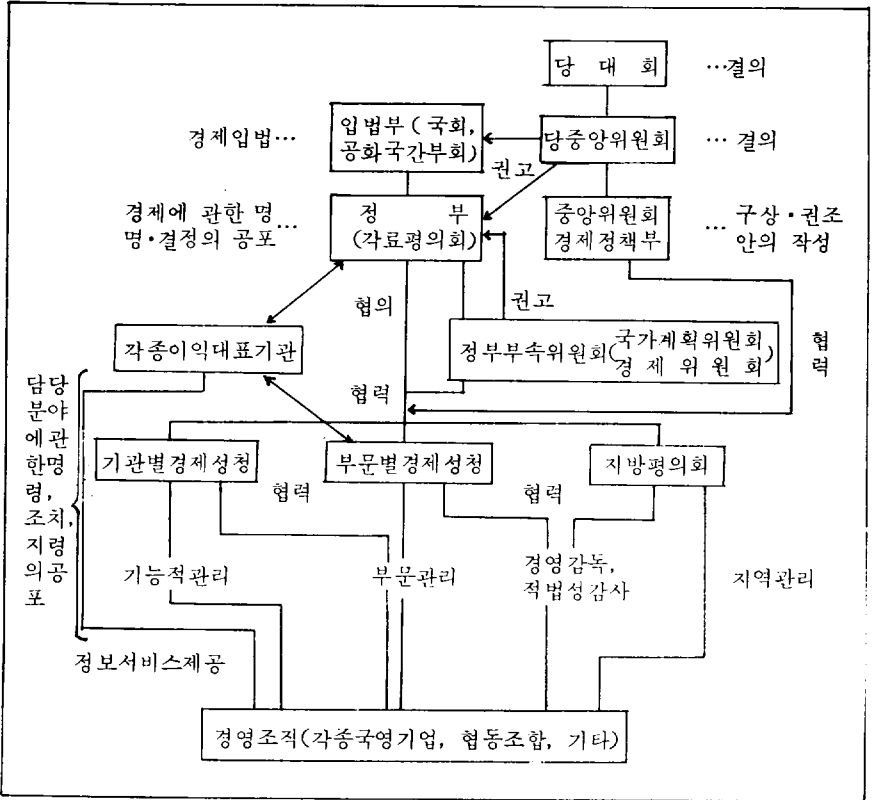 당 대 회 …결의
경제입법… 입법부(국회, 공화국간부회) 당중앙위원회 … 결의
권고
경제에 관한 명
명·결정의 공포…
정 부
(각료평의회)
중앙위원회
경제정책부
… 구상·권조
안의 작성
협의
권고
각종이익대표기관
정부부속위원회(국가계획위원회
경 제 위 원 회)
협
력
협력
담당
분야
에관
한명
령,
조치,
지령
의공
포
기관별경제성청 부문별경제성청 지방평의회
협력 협력
기능적관리 부문관리 경영감독,
적법성감사 지역관리
정보서비스제공
경영조직(각종국영기업, 협동조합, 기타)